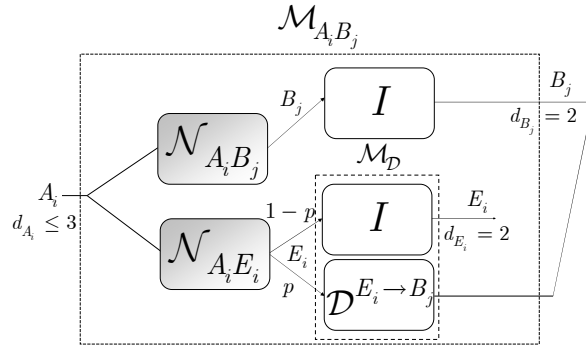 ℳ_{A_iB_j}
B_j
I
B_j
d_{B_j} = 2
𝒩_{A_iB_j}
ℳ_𝒟
A_i
d_{A_i} ≤ 3
1 − p
I
E_i
d_{E_i} = 2
𝒩_{A_iE_i}
E_i
p
𝒟^{E_i→B_j}